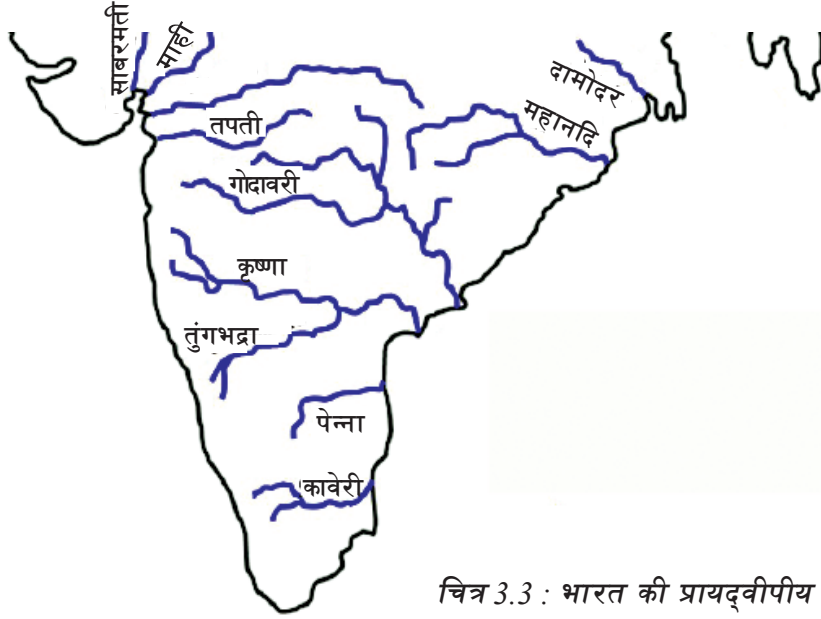 साबरमती
माही
दामोदर
महानदि
तपती
गोदावरी
कृष्णा
तुंगभद्रा
पेन्ना
कावेरी
चित्र 3.3 : भारत की प्रायद्वीपीय